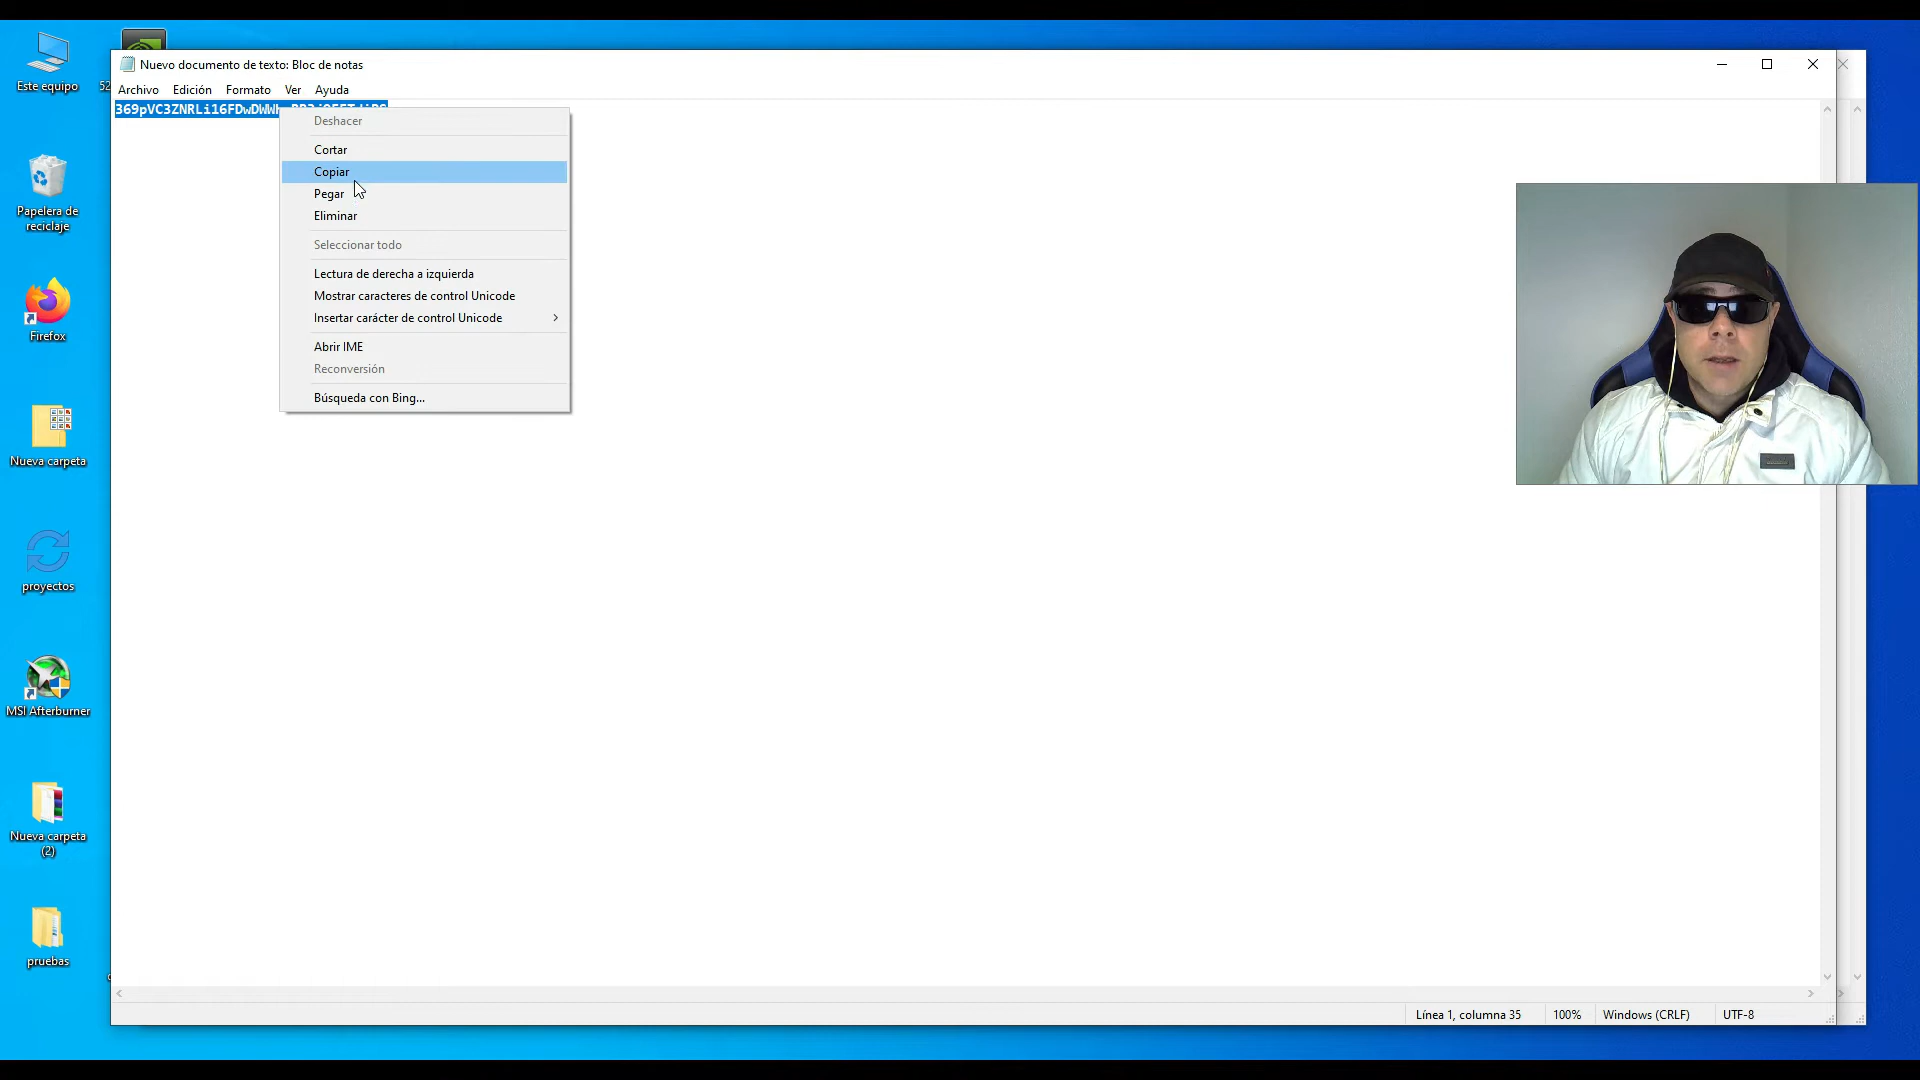 Este equipo
52
Nuevo documento de texto: Bloc de notas
Archivo Edición Formato Ver Ayuda
Deshacer
Cortar
Copiar
Pegar
Eliminar
Seleccionar todo
Lectura de derecha a izquierda
Mostrar caracteres de control Unicode
Insertar carácter de control Unicode
Abrir IME
Reconversión
Búsqueda con Bing...
Papelera de
reciclaje
Firefox
Nueva carpeta
proyectos
MSI Afterburner
Nueva carpeta
(2)
pruebas
Línea 1, columna 35 100% Windows (CRLF) UTF-8